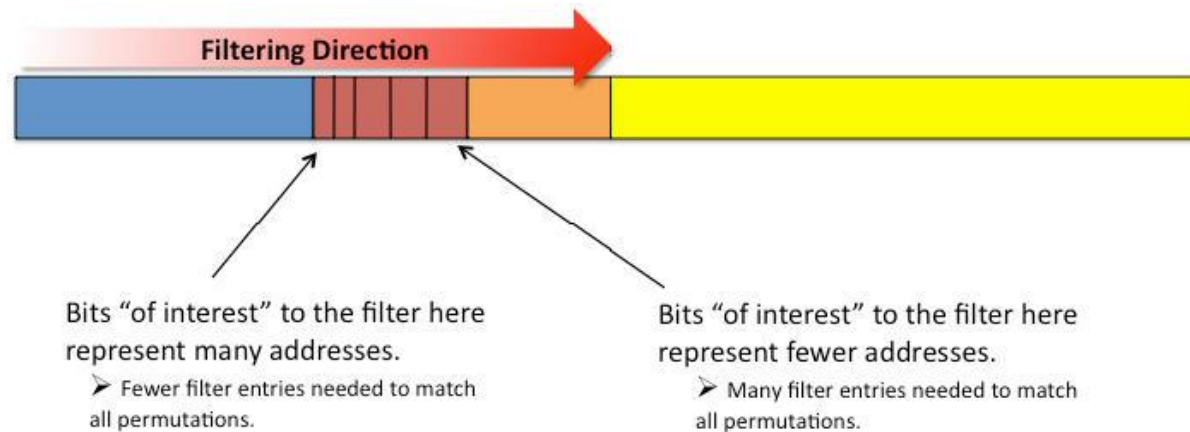 Filtering Direction
Bits “of interest” to the filter here
represent many addresses.
➢ Fewer filter entries needed to match
all permutations.
Bits “of interest” to the filter here
represent fewer addresses.
➢ Many filter entries needed to match
all permutations.